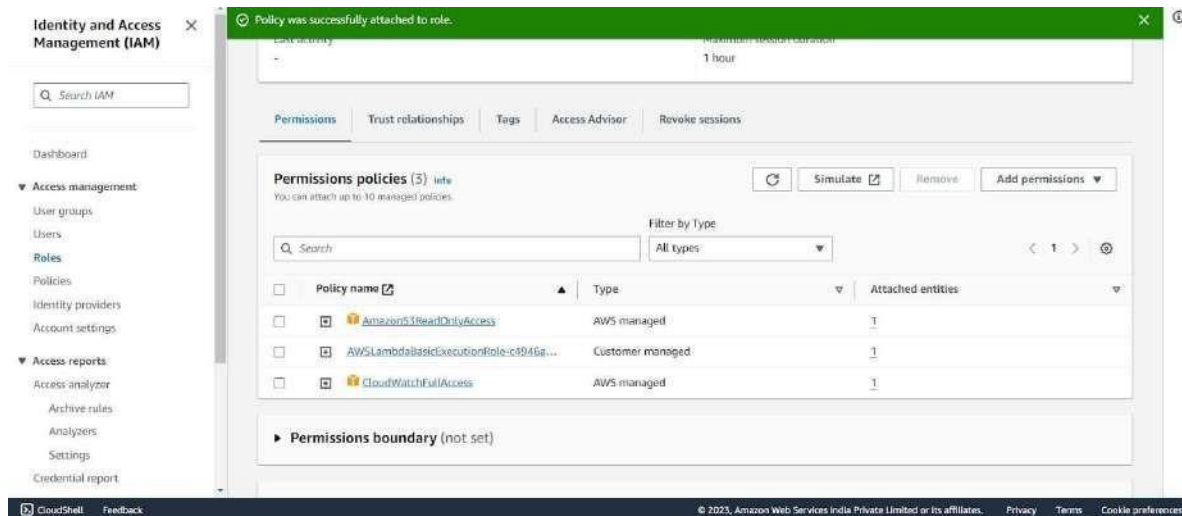 Identity and Access
Management (IAM)
Policy was successfully attached to role.
Last activity
Maximum session duration
-
1 hour
Search IAM
Permissions
Trust relationships
Tags
Access Advisor
Revoke sessions
Dashboard
Permissions policies (3) Info
Simulate
Remove
Add permissions
You can attach up to 10 managed policies.
Access management
User groups
Users
Roles
Policies
Identity providers
Account settings
Filter by Type
Search
All types
1
Policy name
Type
Attached entities
AmazonS3ReadOnlyAccess
AWS managed
1
AWSLambdaBasicExecutionRole-c4946a...
Customer managed
1
CloudWatchFullAccess
AWS managed
1
Access reports
Access analyzer
Archive rules
Analyzers
Settings
Credential report
Permissions boundary (not set)
CloudShell
Feedback
© 2023, Amazon Web Services India Private Limited or its affiliates.
Privacy
Terms
Cookie preferences